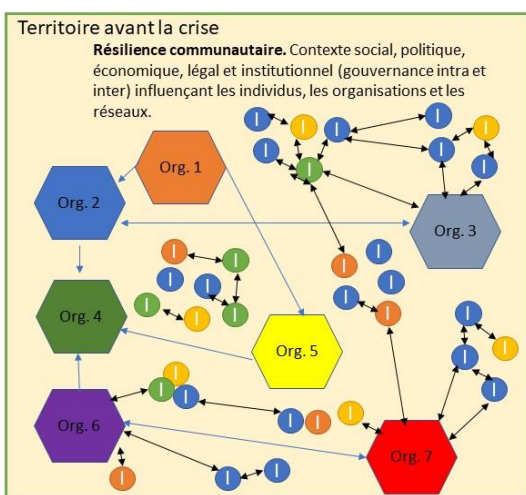 Territoire avant la crise
Résilience communautaire. Contexte social, politique,
économique, légal et institutionnel (gouvernance intra et
inter) influençant les individus, les organisations et les
réseaux.
I
I
I
I
I
I
I
I
I
Org. 1
Org. 2
Org. 3
I
I
I
I
I
I
I
I
I
I
I
I
Org. 4
Org. 5
I
I
I
I
I
I
I
I
I
I
Org. 6
Org. 7
I
I
I